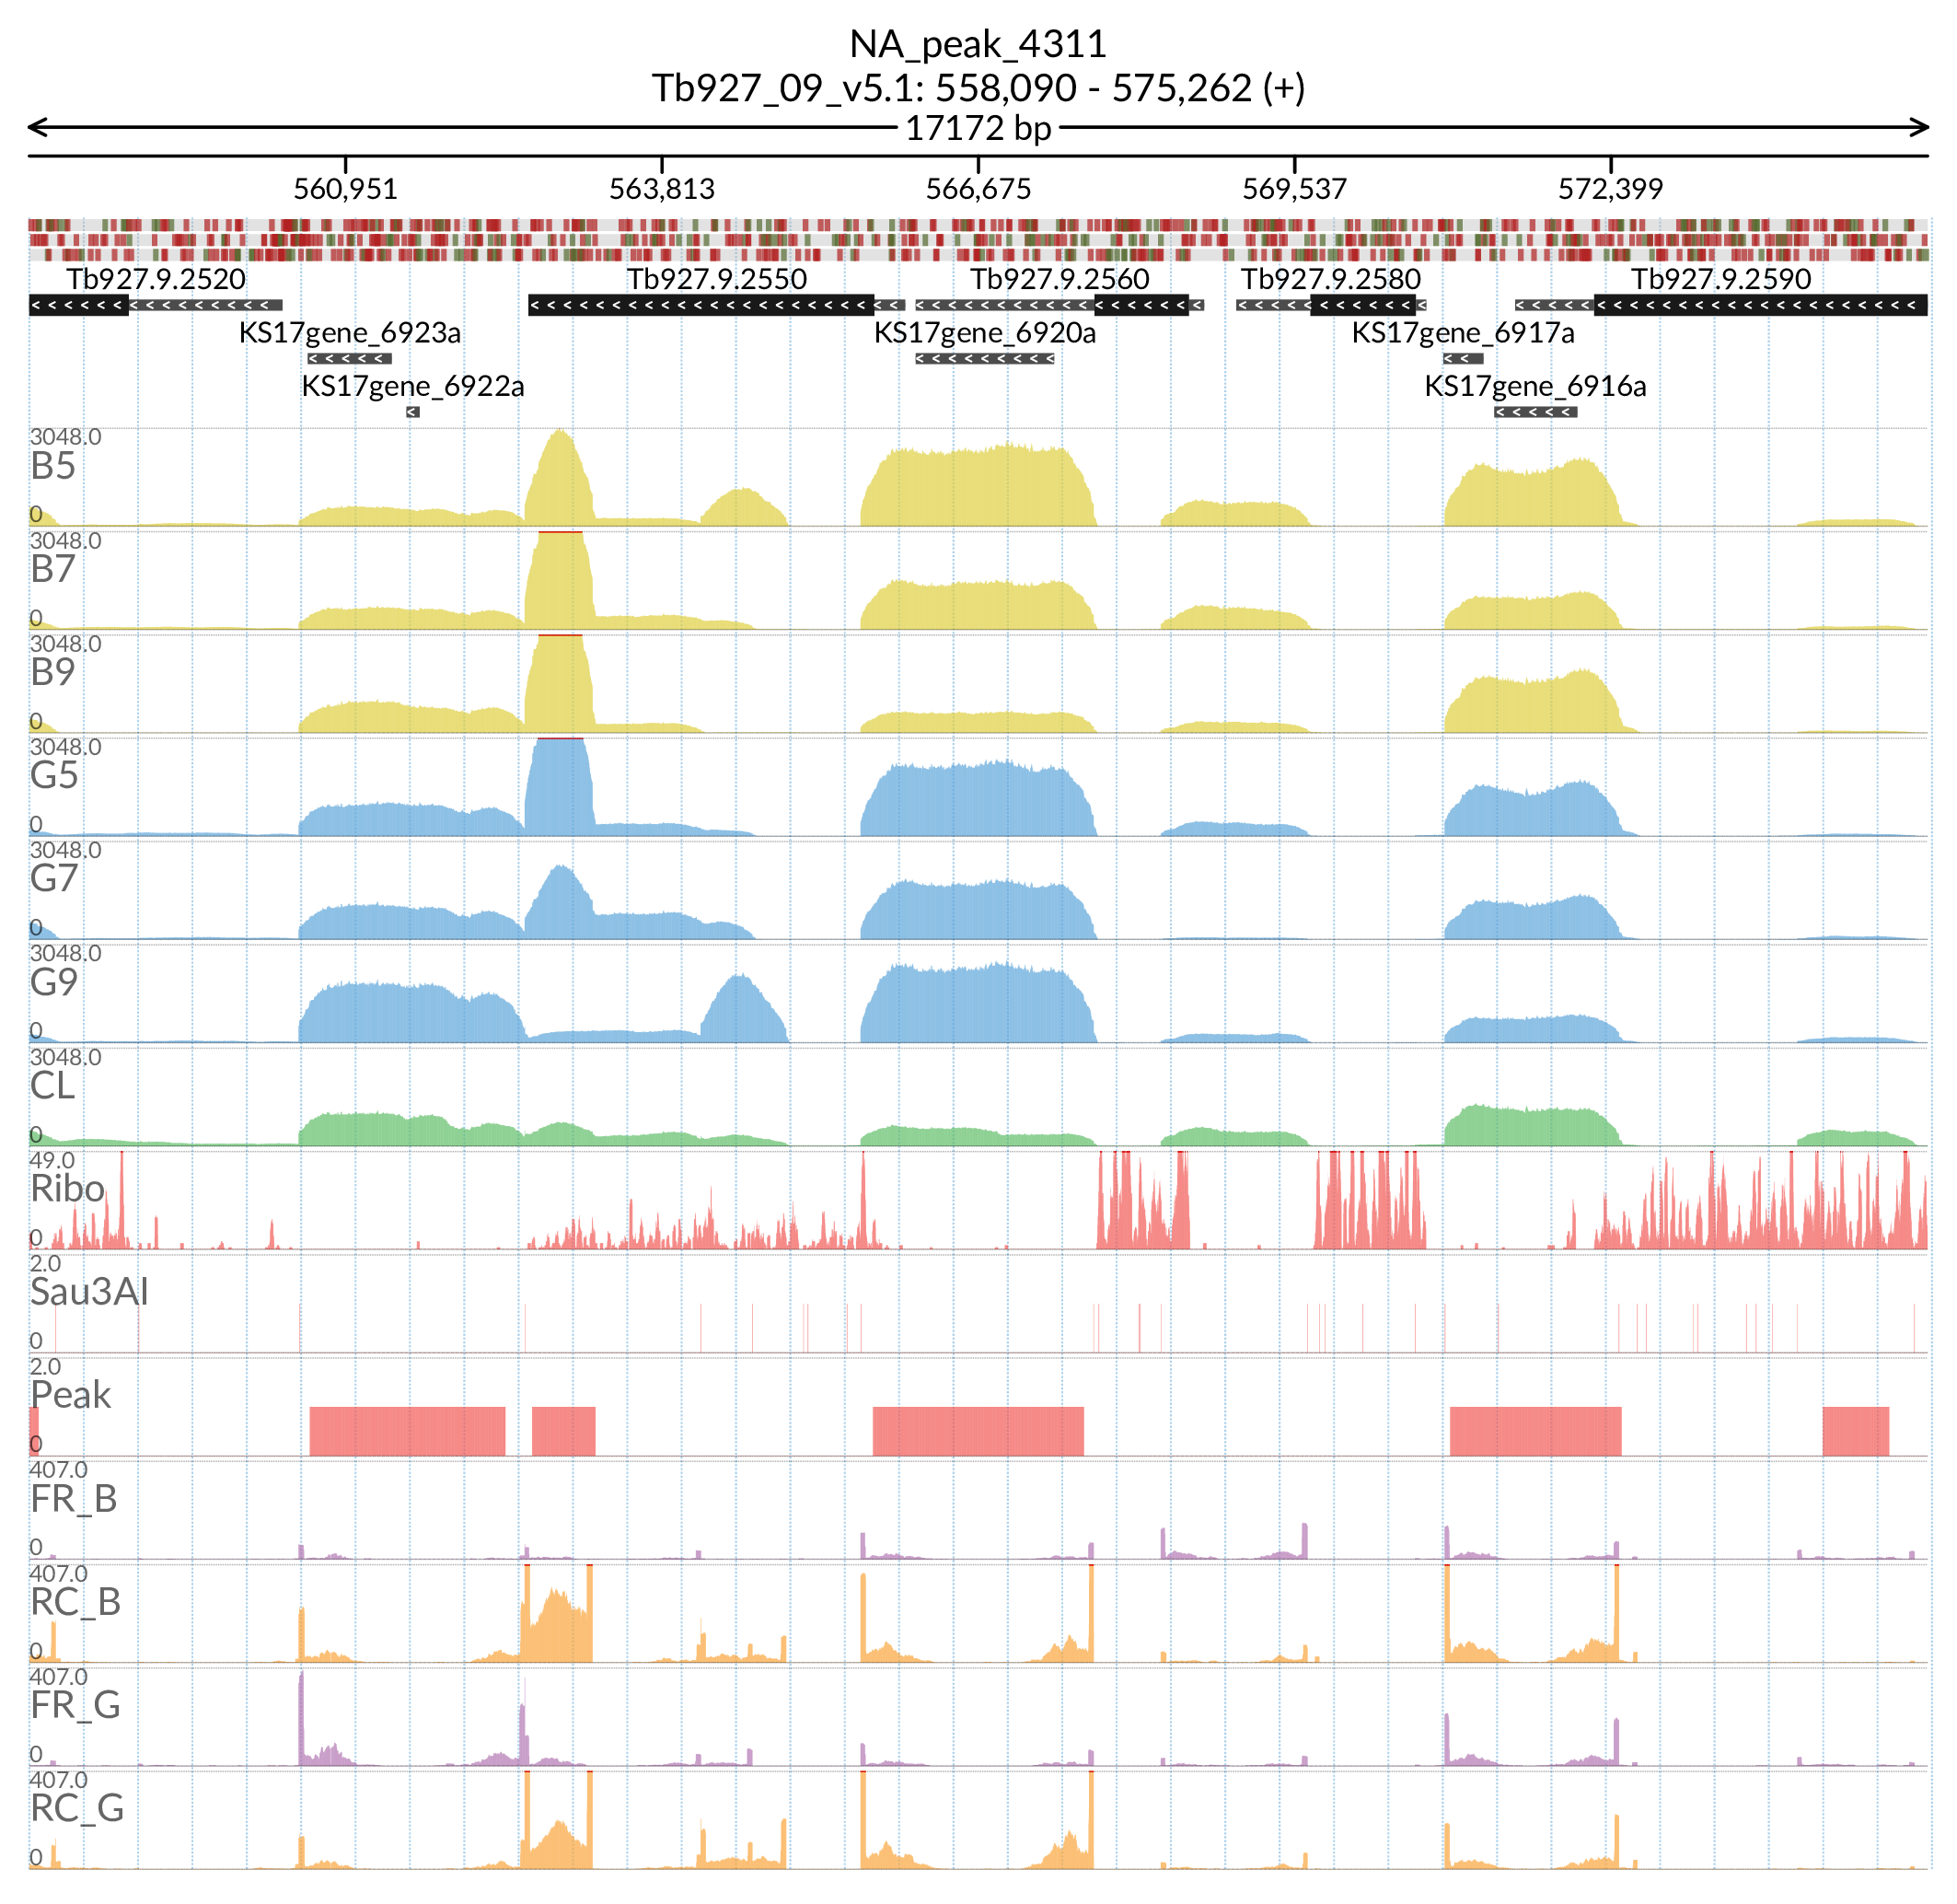 NA_peak_4311
Tb927_09_v5.1: 558,090 - 575,262 (+)
17172 bp
560,951 563,813 566,675 569,537 572,399
Tb927.9.2520 Tb927.9.2550 Tb927.9.2560 Tb927.9.2580 Tb927.9.2590
KS17gene_6923a KS17gene_6920a KS17gene_6917a
KS17gene_6922a KS17gene_6916a
3048.0
B5
0
3048.0
B7
0
3048.0
B9
0
3048.0
G5
0
3048.0
G7
0
3048.0
G9
0
3048.0
CL
0
49.0
Ribo
0
2.0
Sau3AI
0
2.0
Peak
0
407.0
FR_B
0
407.0
RC_B
0
407.0
FR_G
0
407.0
RC_G
0